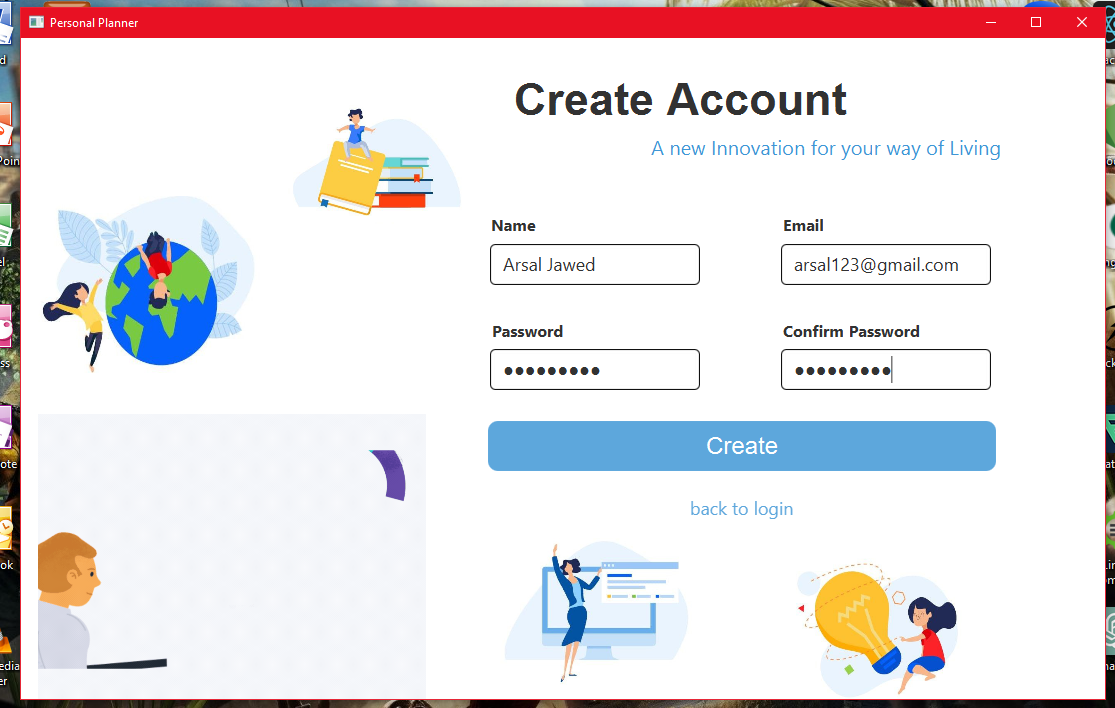 Personal Planner
Create Account
A new Innovation for your way of Living
Name
Email
Arsal Jawed
arsal123@gmail.com
Password
Confirm Password
●●●●●●●●●
●●●●●●●●●
Create
back to login